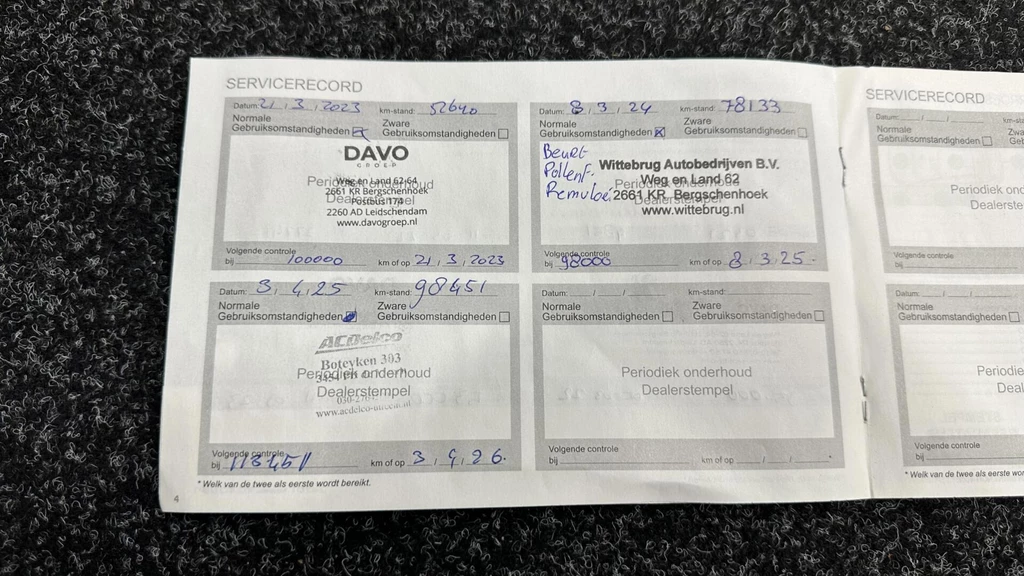 SERVICERECORD
Datum: 21, 3, 2023 km-stand: 52640
Normale Gebruiksomstandigheden Zware Gebruiksomstandigheden
DAVO
GROEP
Periodiek onderhoud
Weg en Land 62-64
Dealerstempel
2661 KR Bergschenhoek
Postbus 174
2260 AD Leidschendam
www.davogroep.nl
Volgende controle
bij 100000 km of op 21, 3, 2023
Datum: 8, 3, 24 km-stand: 78133
Normale Gebruiksomstandigheden Zware Gebruiksomstandigheden
Beurt
Pollenf.
Wittebrug Autobedrijven B.V.
Weg en Land 62
Periodiek onderhoud
2661 KR Bergschenhoek
Dealerstempel
www.wittebrug.nl
Volgende controle
bij 98000 km of op 8, 3, 25-
Datum: 3, 4, 25 km-stand: 98451
Normale Gebruiksomstandigheden Zware Gebruiksomstandigheden
ACDelco
Boteyken 303
Periodiek onderhoud
Dealerstempel
Volgende controle
bij 113451 km of op 3, 4, 26.
Datum: / / km-stand:
Normale Gebruiksomstandigheden Zware Gebruiksomstandigheden
Periodiek onderhoud
Dealerstempel
Volgende controle
bij km of op / / *
* Welk van de twee als eerste wordt bereikt.
4
SERVICERECORD
Datum: / /
Normale
Gebruiksomstandigheden
Periodiek
Volgende controle
bij
Datum: / /
Normale
Gebruiksomstandigheden
Volgende controle
bij
* Welk van de twee als eerste